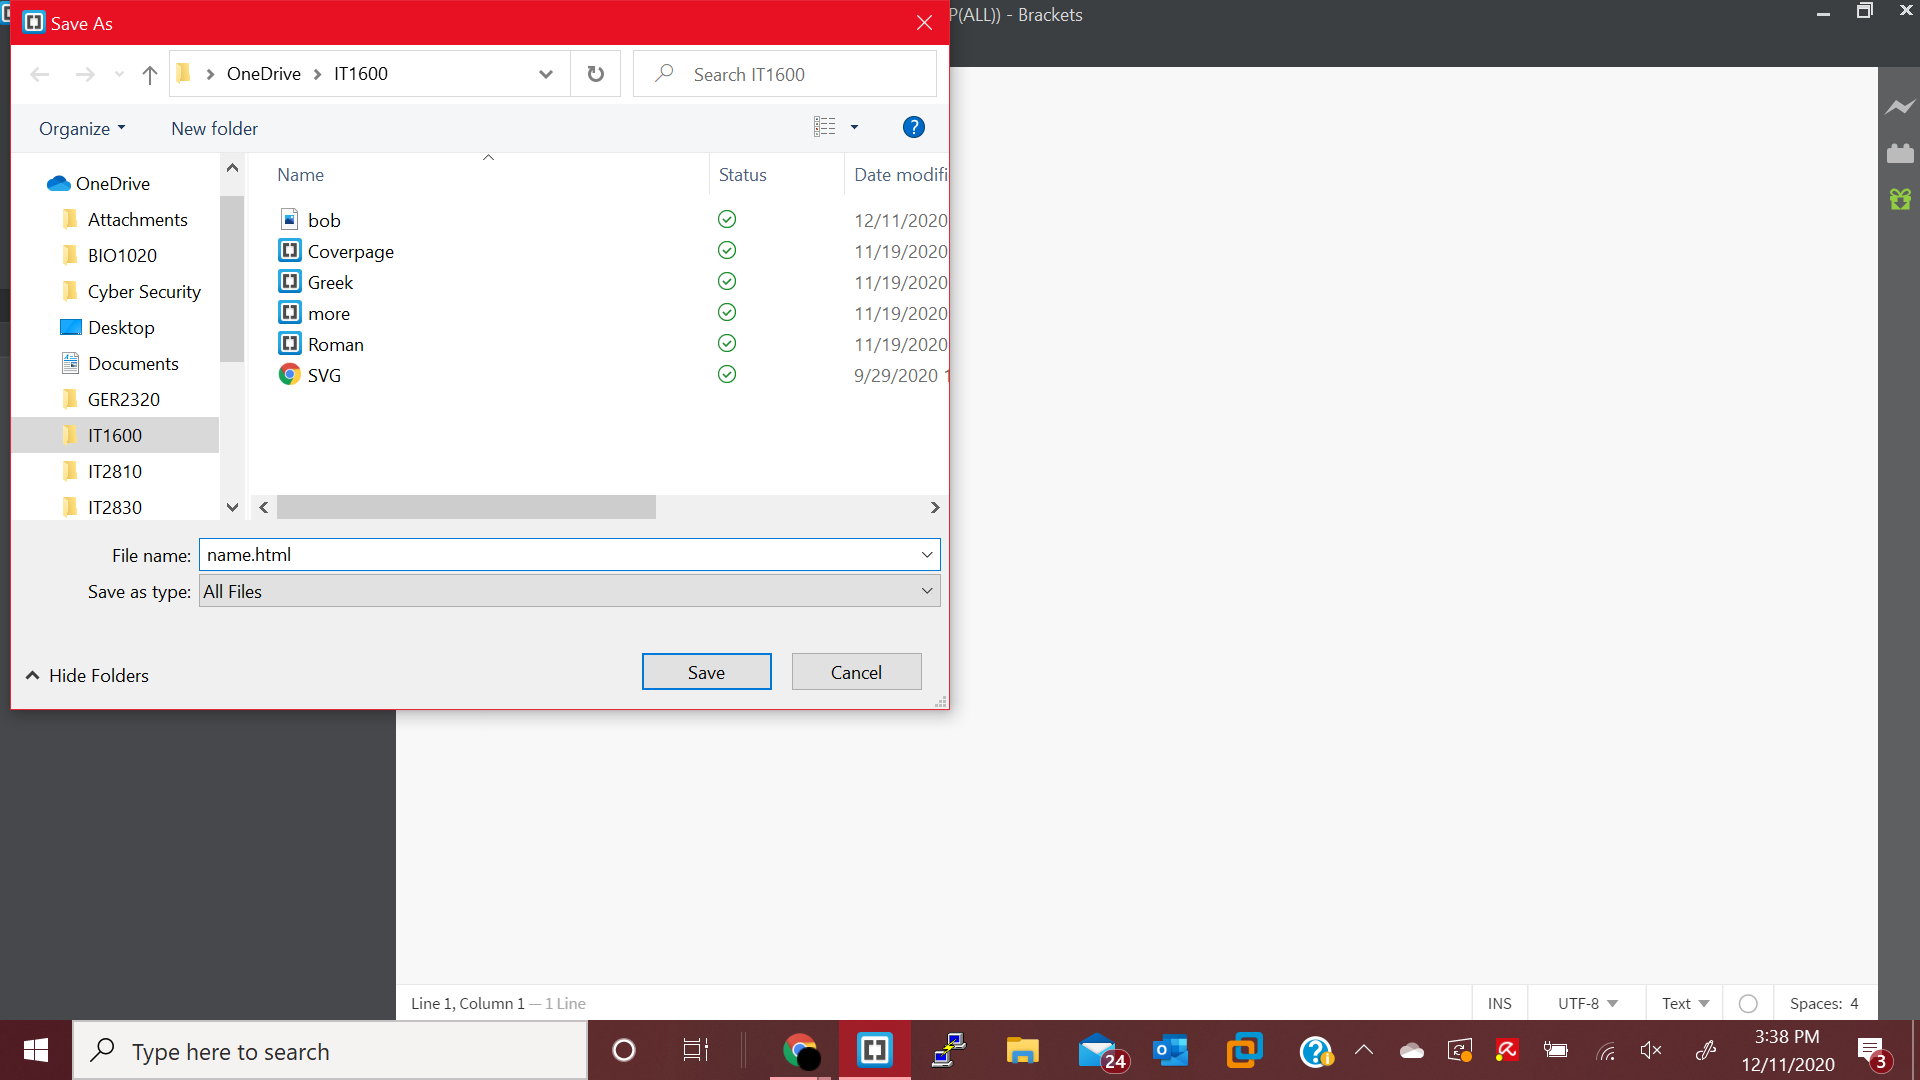 Save As
P(ALL)) - Brackets
OneDrive IT1600
Search IT1600
Organize New folder
Name Status Date modifi
OneDrive
Attachments
BIO1020
Cyber Security
Desktop
Documents
GER2320
IT1600
IT2810
IT2830
bob 12/11/2020
Coverpage 11/19/2020
Greek 11/19/2020
more 11/19/2020
Roman 11/19/2020
SVG 9/29/2020 1
File name: name.html
Save as type: All Files
Hide Folders
Save Cancel
Line 1, Column 1 — 1 Line
INS UTF-8 Text Spaces: 4
Type here to search
24
3:38 PM
12/11/2020
3